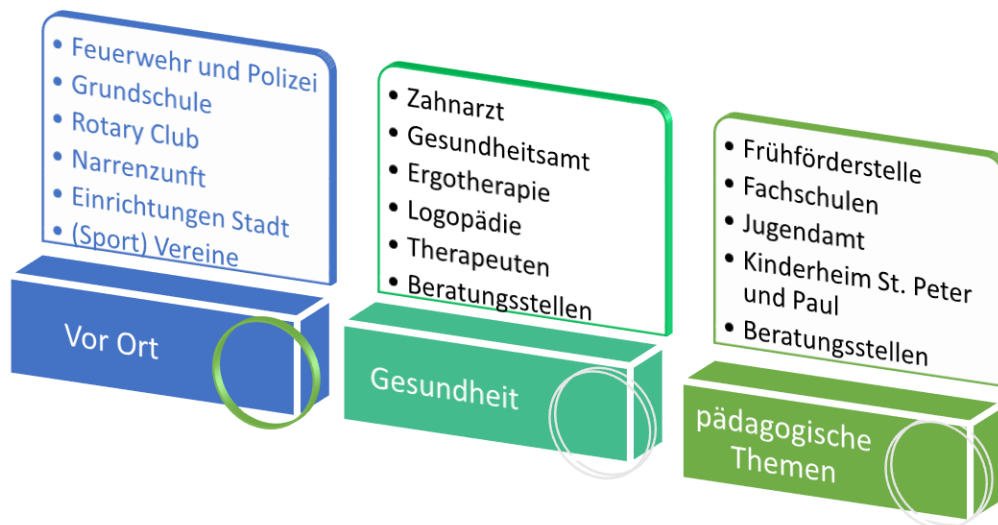 • Feuerwehr und Polizei
• Grundschule
• Rotary Club
• Narrenzunft
• Einrichtungen Stadt
• (Sport) Vereine
Vor Ort
• Zahnarzt
• Gesundheitsamt
• Ergotherapie
• Logopädie
• Therapeuten
• Beratungsstellen
Gesundheit
• Frühförderstelle
• Fachschulen
• Jugendamt
• Kinderheim St. Peter
und Paul
• Beratungsstellen
pädagogische
Themen